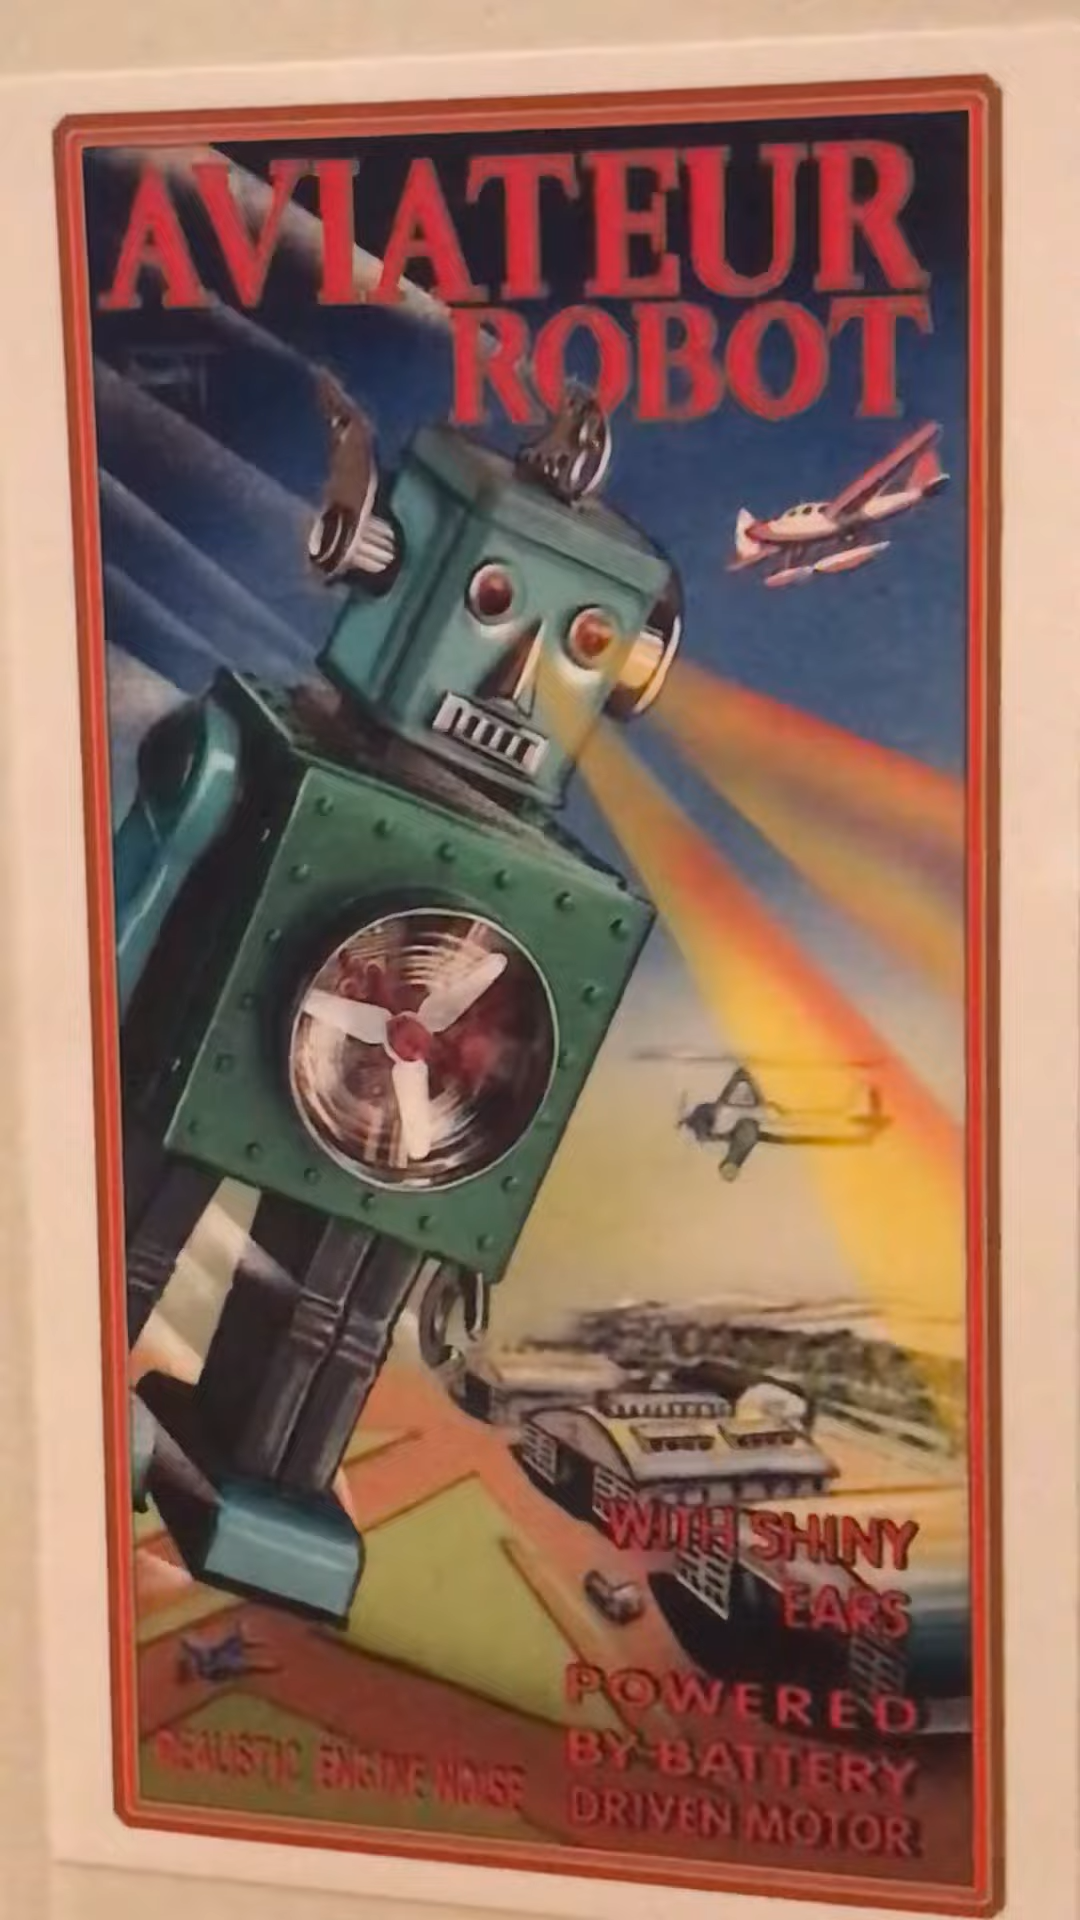 AVIATEUR
ROBOT
WITH SHINY
EARS
POWERED
BY BATTERY
DRIVEN MOTOR
REALISTIC ENGINE NOISE